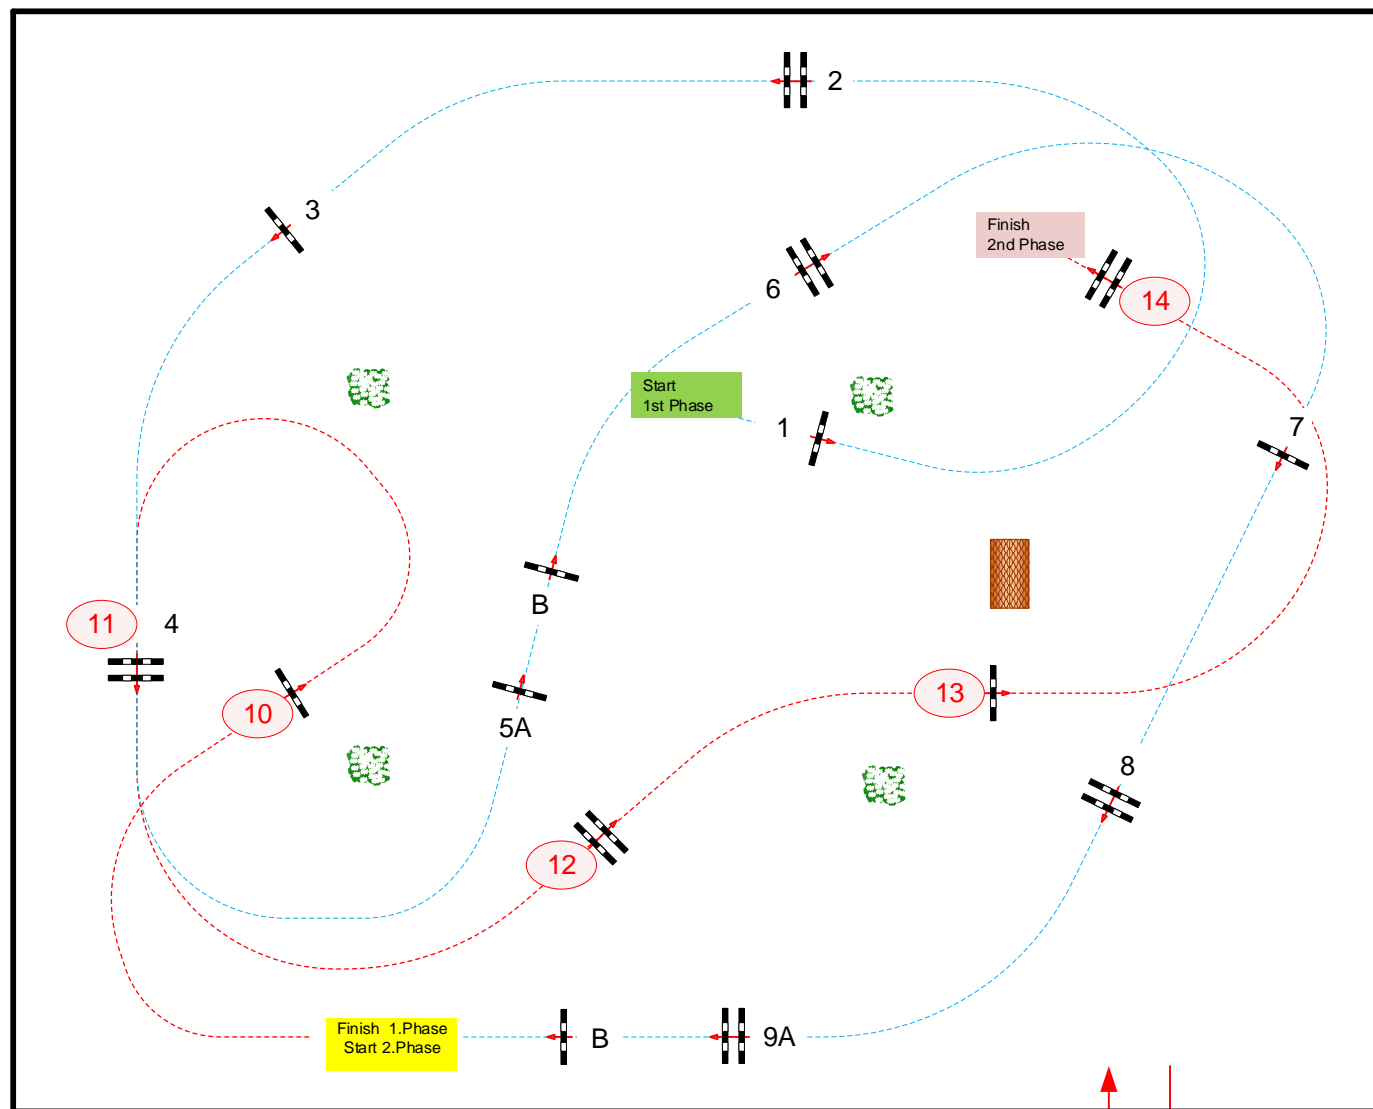 2
3
Finish
2nd Phase
6
14
Start
1st Phase
1
7
B
11
4
10
5A
13
8
12
Finish 1.Phase
Start 2.Phase
B
9A